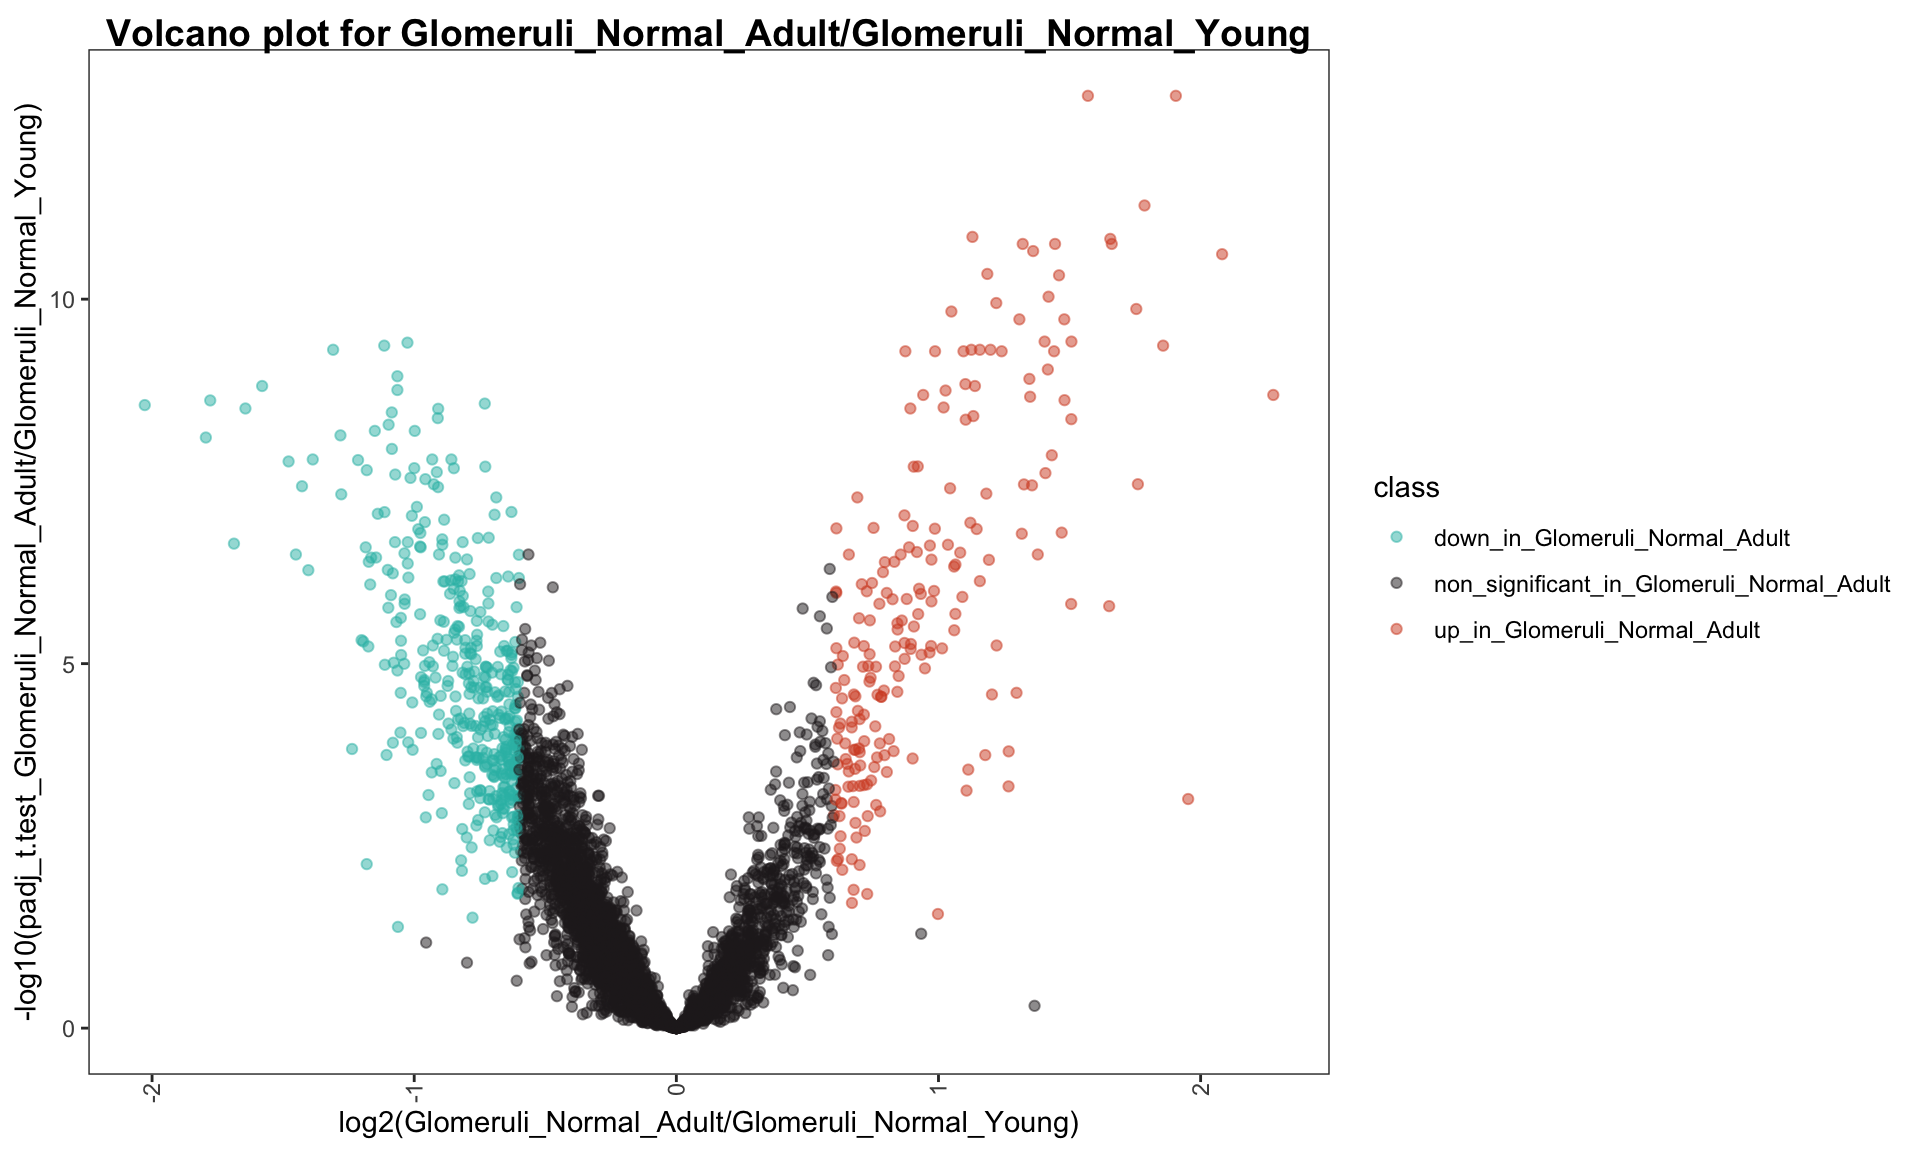 Volcano plot for Glomeruli_Normal_Adult/Glomeruli_Normal_Young
-log10(padj_t.test_Glomeruli_Normal_Adult/Glomeruli_Normal_Young)
10
5
0
-2
-1
0
1
2
log2(Glomeruli_Normal_Adult/Glomeruli_Normal_Young)
class
down_in_Glomeruli_Normal_Adult
non_significant_in_Glomeruli_Normal_Adult
up_in_Glomeruli_Normal_Adult